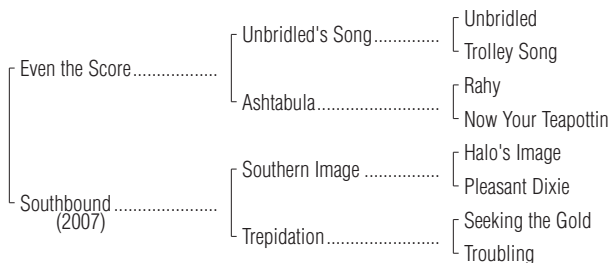 Unbridled
Unbridled's Song..............
Trolley Song
Even the Score..................
Rahy
Ashtabula..........................
Now Your Teapottin
Halo's Image
Southern Image ................
Pleasant Dixie
Southbound ......................
(2007)
Seeking the Gold
Trepidation........................
Troubling